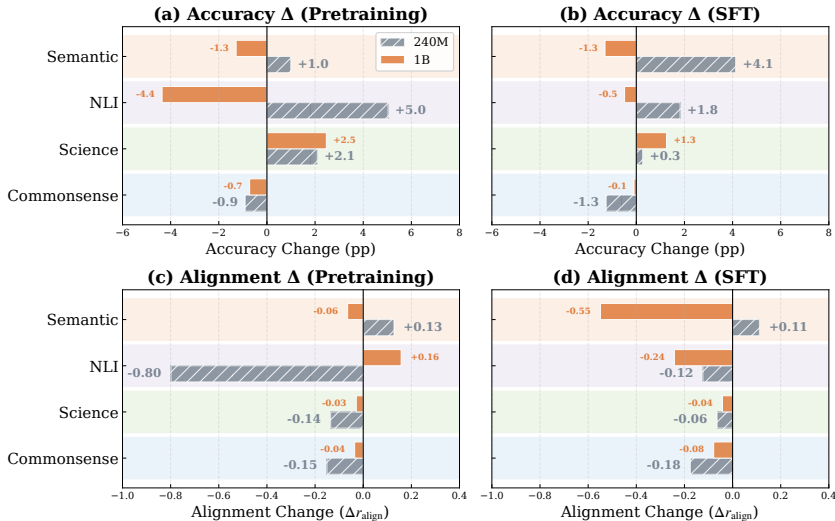 (a) Accuracy Δ (Pretraining)
Semantic
NLI
Science
Commonsense
-1.3
+1.0
-4.4
+5.0
+2.5
+2.1
-0.7
-0.9
240M
1B
-6 -4 -2 0 2 4 6 8
Accuracy Change (pp)
(b) Accuracy Δ (SFT)
-1.3
+4.1
-0.5
+1.8
+1.3
+0.3
-0.1
-1.3
-6 -4 -2 0 2 4 6 8
Accuracy Change (pp)
(c) Alignment Δ (Pretraining)
Semantic
NLI
Science
Commonsense
-0.06
+0.13
+0.16
-0.80
-0.03
-0.14
-0.04
-0.15
-1.0 -0.8 -0.6 -0.4 -0.2 0.0 0.2 0.4
Alignment Change (Δr_align)
(d) Alignment Δ (SFT)
-0.55
+0.11
-0.24
-0.12
-0.04
-0.06
-0.08
-0.18
-1.0 -0.8 -0.6 -0.4 -0.2 0.0 0.2 0.4
Alignment Change (Δr_align)